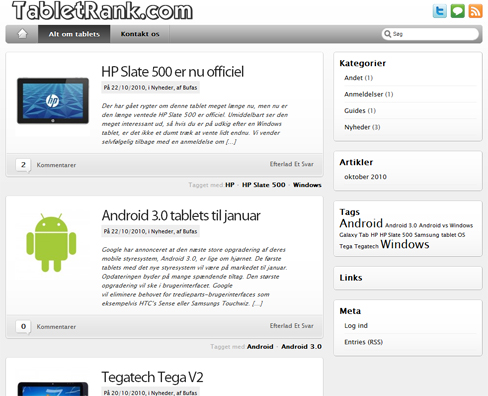 TabletRank.com
Alt om tablets
Kontakt os
Søg
HP Slate 500 er nu officiel
På 22/10/2010, i Nyheder, af Bufas
Der har gået rygter om denne tablet meget længe nu, men nu er
den længe ventede HP Slate 500 er officiel. Umiddelbart ser den
meget interessant ud, så hvis du er på udkig efter en Windows
tablet, er det ikke et dumt træk at vente lidt endnu. Vi vender
selvfølgelig tilbage med en anmeldelse om [...]
2 Kommentarer
Efterlad Et Svar
Tagget med HP · HP Slate 500 · Windows
Android 3.0 tablets til januar
På 22/10/2010, i Nyheder, af Bufas
Google har annonceret at den næste store opgradering af deres
mobile styresystem, Android 3.0, er lige om hjørnet. De første
tablets med det nye styresystem vil være på markedet til januar.
Opdateringen byder på mange spændende tiltag. Den største
opgradering vil ske i brugerinterfacet. Google
vil eliminere behovet for tredieparts-brugerinterfaces som
eksempelvis HTC's Sense eller Samsungs Touchwiz. [...]
0 Kommentarer
Efterlad Et Svar
Tagget med Android · Android 3.0
Tegatech Tega V2
På 20/10/2010, i Nyheder, af Bufas
Kategorier
Andet (1)
Anmeldelser (1)
Guides (1)
Nyheder (3)
Artikler
oktober 2010
Tags
Android Android 3.0 Android vs Windows
Galaxy Tab HP HP Slate 500 Samsung tablet OS
Tega Tegatech Windows
Links
Meta
Log ind
Entries (RSS)